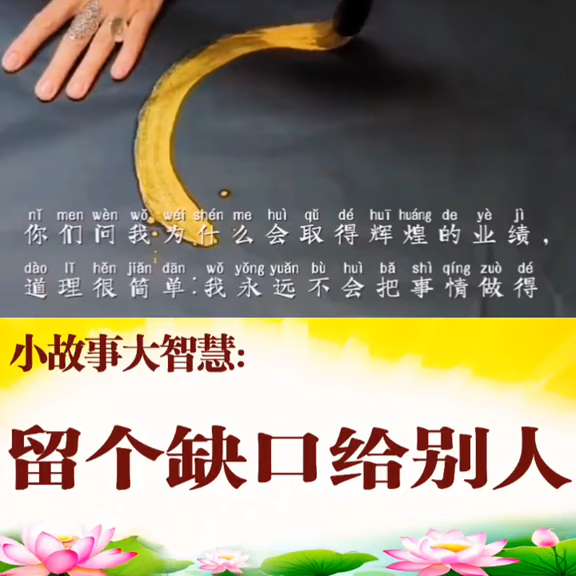 nǐ men wèn wǒ wéi shén me huì qǔ dé huī huáng de yè jì
你们问我为什么会取得辉煌的业绩，
dào lǐ hěn jiǎn dān wǒ yǒng yuǎn bù huì bǎ shì qíng zuò dé
道理很简单：我永远不会把事情做得
小故事大智慧：
留个缺口给别人